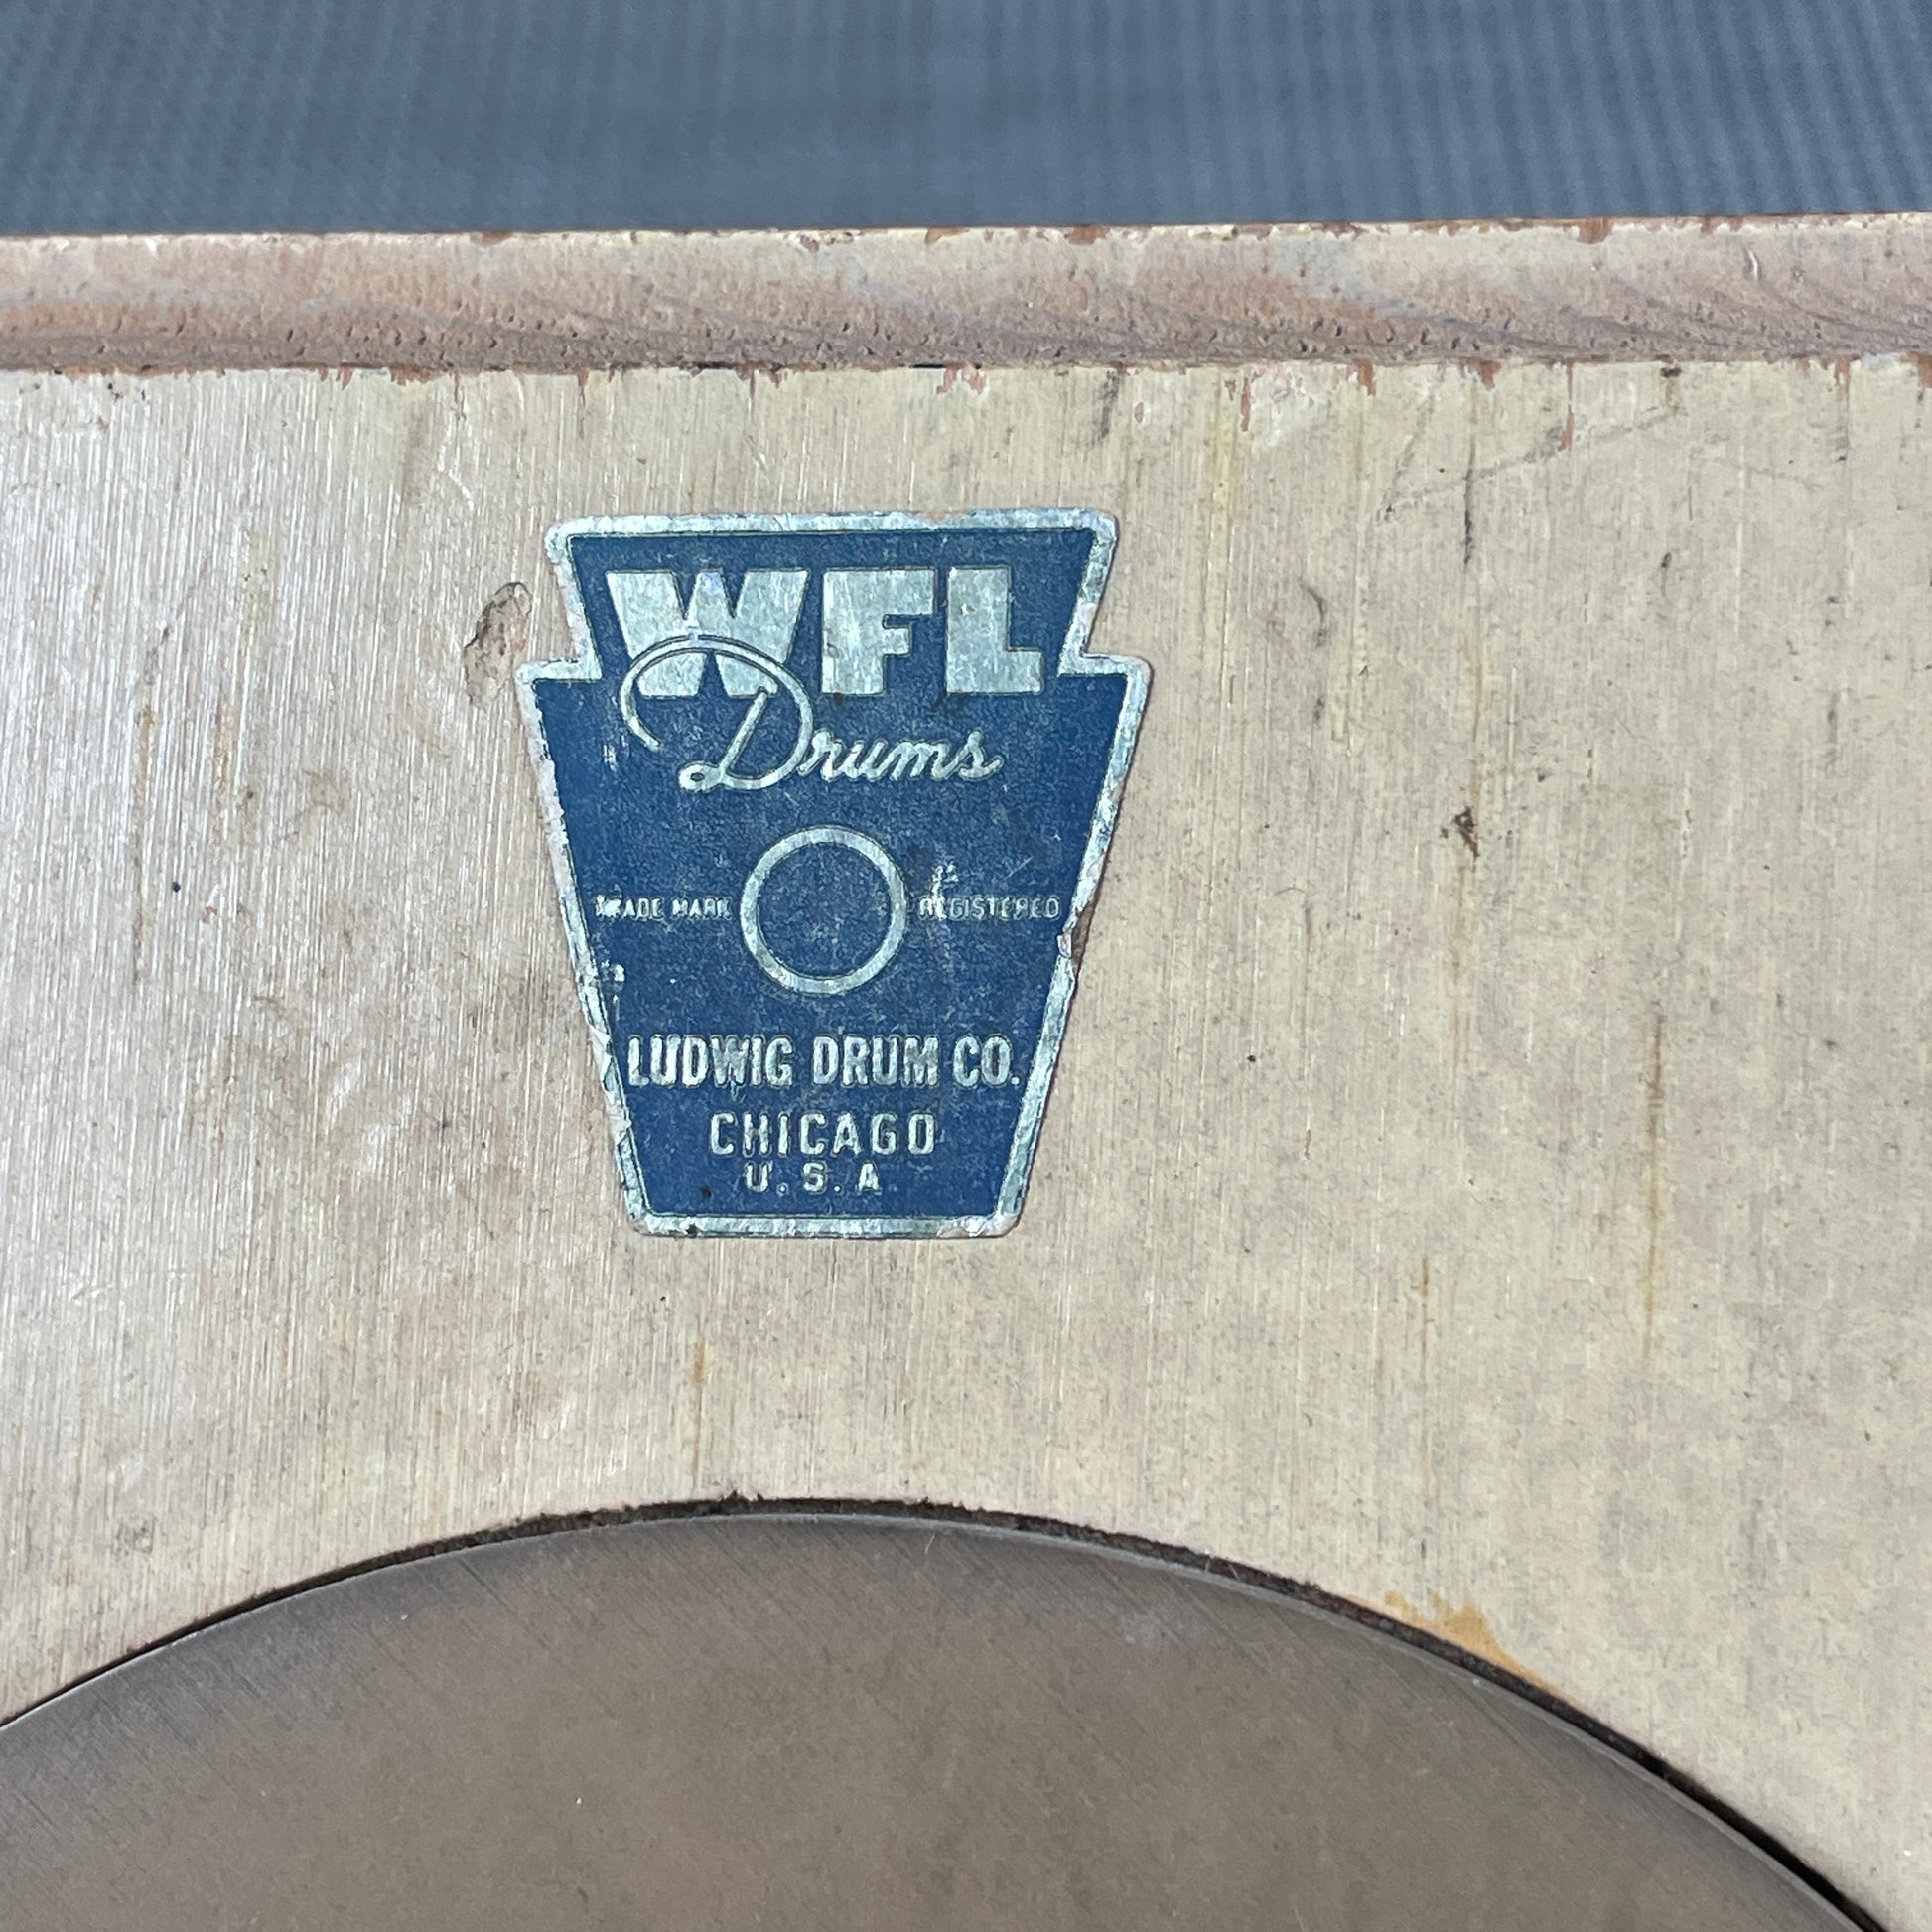 WFL
Drums
TRADE MARK REGISTERED
LUDWIG DRUM CO.
CHICAGO
U.S.A